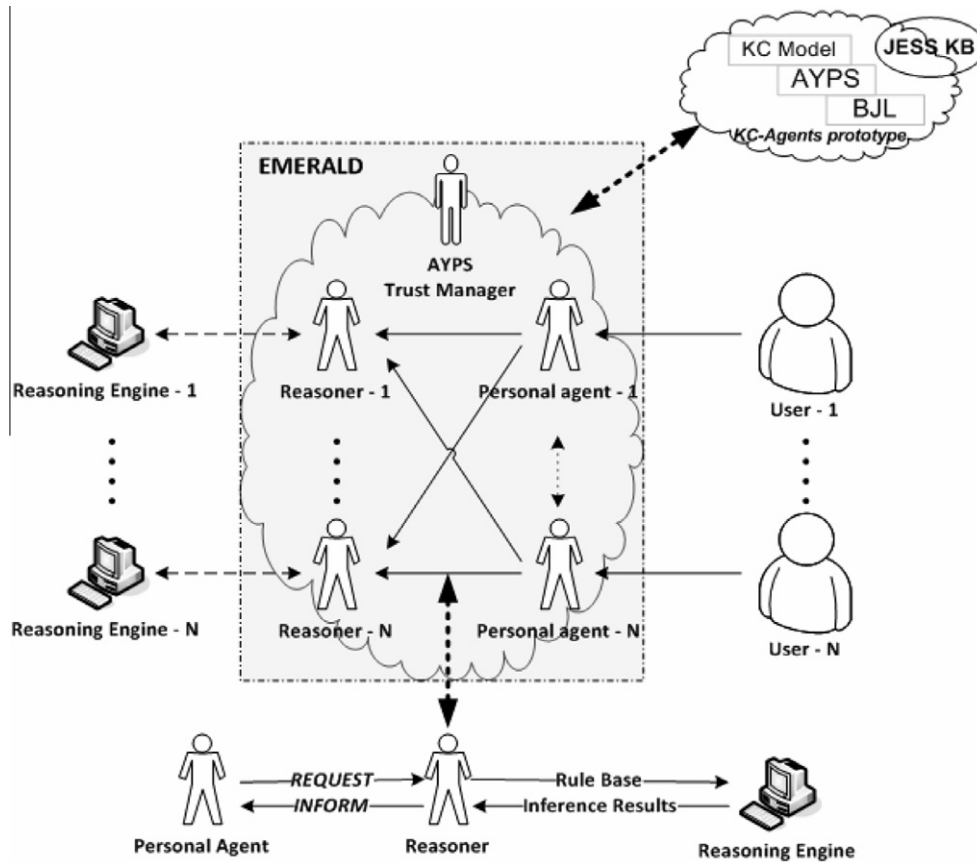 KC Model
JESS KB
AYPS
BJL
KC-Agents prototype
EMERALD
AYPS
Trust Manager
Reasoning Engine - 1
Reasoner - 1
Personal agent - 1
User - 1
Reasoning Engine - N
Reasoner - N
Personal agent - N
User - N
REQUEST
Rule Base
INFORM
Inference Results
Personal Agent
Reasoner
Reasoning Engine